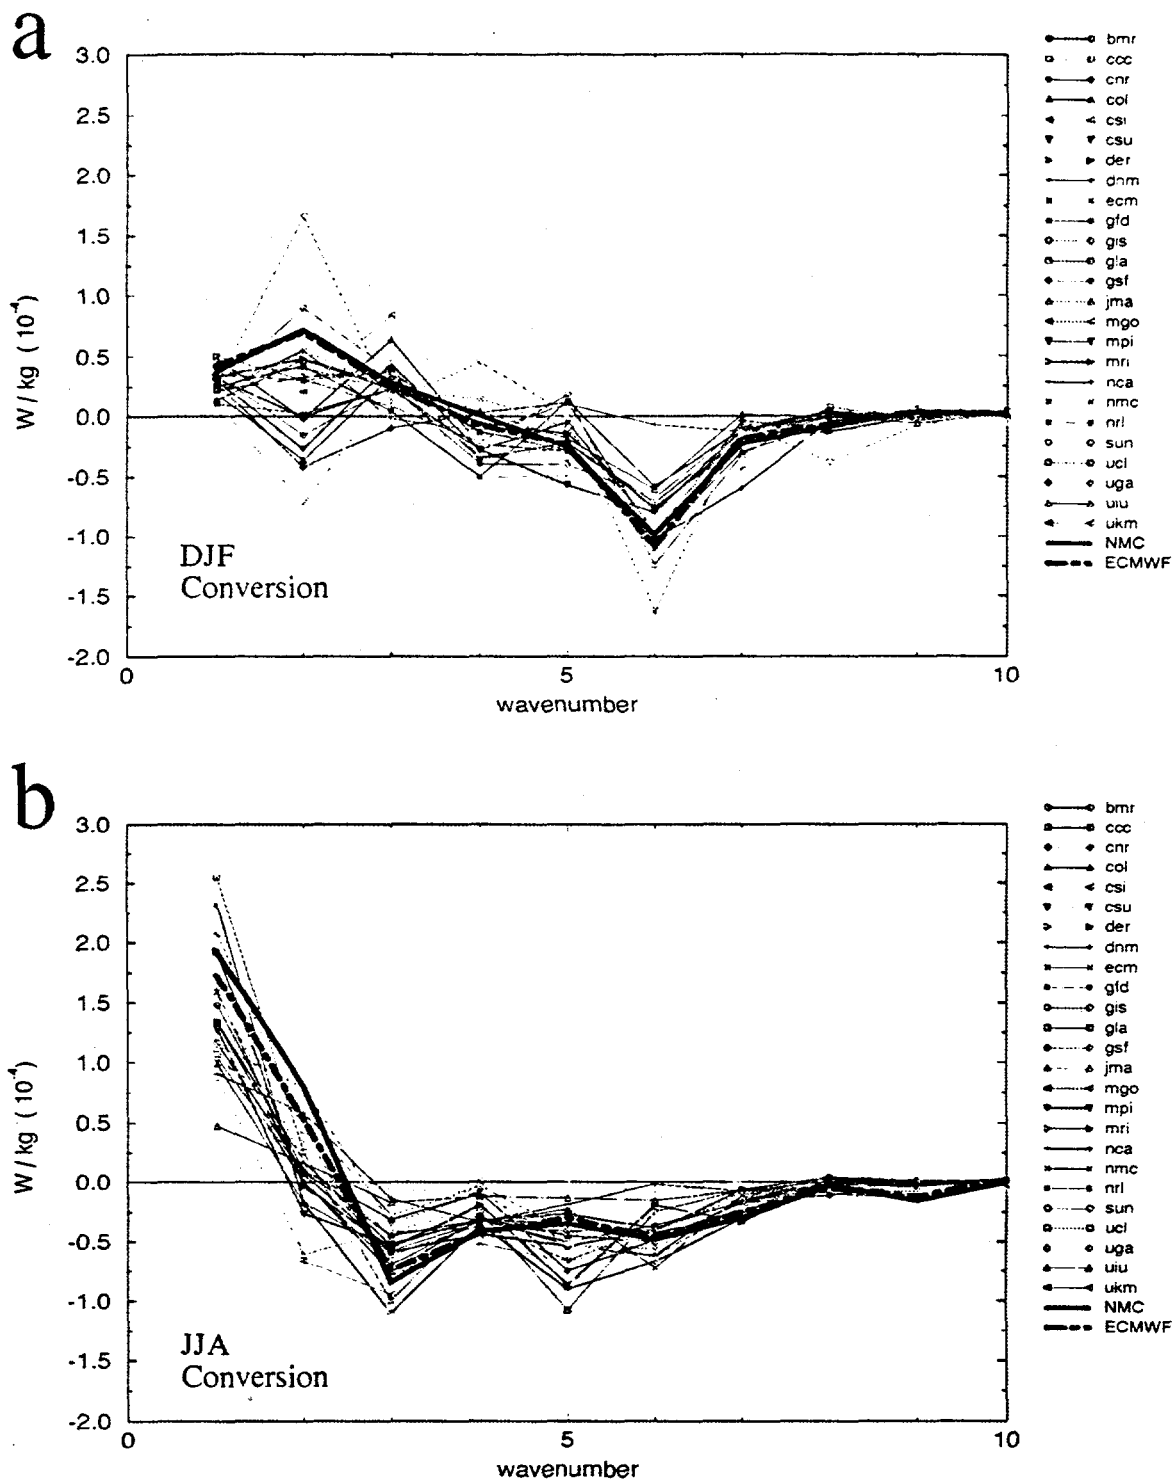 a
3.0
2.5
2.0
1.5
1.0
0.5
0.0
-0.5
-1.0
-1.5
-2.0
W / kg (10⁻⁴)
DJF
Conversion
0
5
10
wavenumber
bmr
ccc
cnr
col
csi
csu
der
dnm
ecm
gfd
gis
gla
gsf
jma
mgo
mpi
mri
nca
nmc
nrl
sun
ucl
uga
uiu
ukm
NMC
ECMWF
b
3.0
2.5
2.0
1.5
1.0
0.5
0.0
-0.5
-1.0
-1.5
-2.0
W / kg (10⁻⁴)
JJA
Conversion
0
5
10
wavenumber
bmr
ccc
cnr
col
csi
csu
der
dnm
ecm
gfd
gis
gla
gsf
jma
mgo
mpi
mri
nca
nmc
nrl
sun
ucl
uga
uiu
ukm
NMC
ECMWF